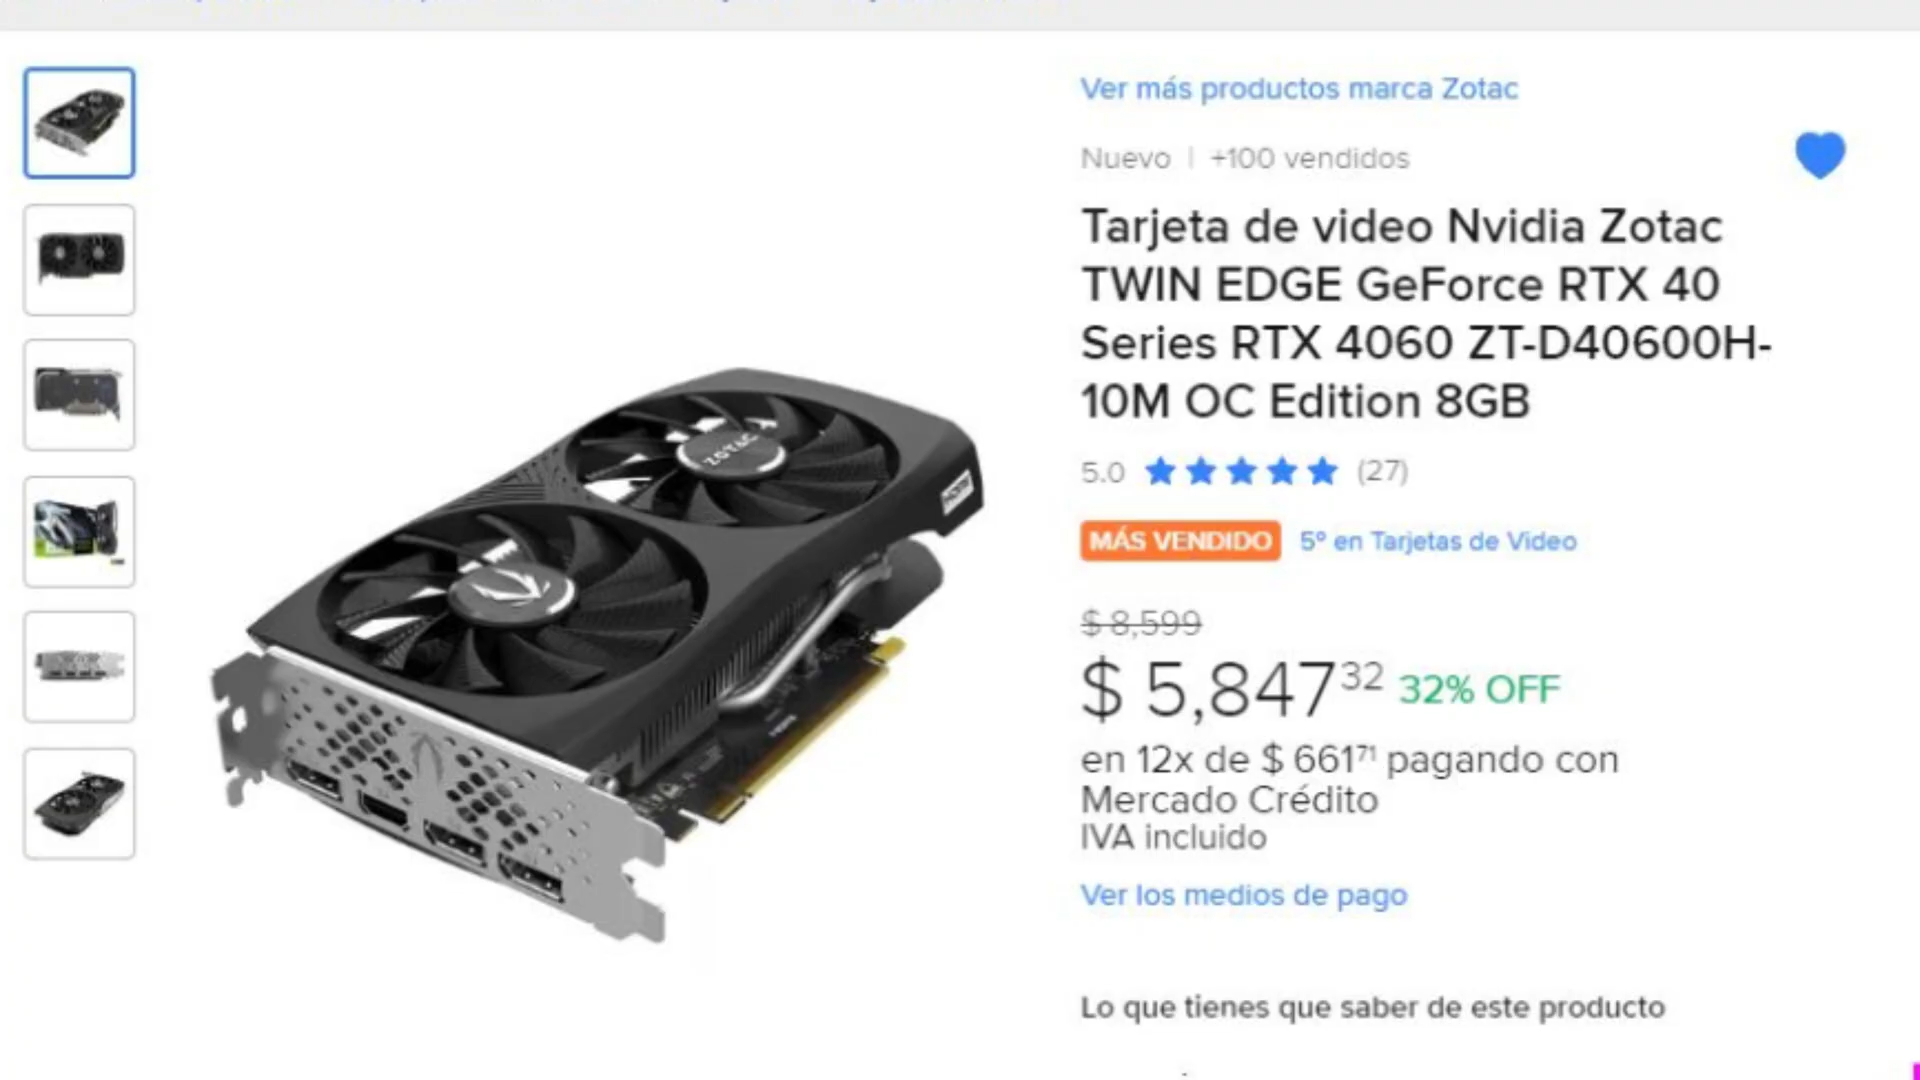 Ver más productos marca Zotac
Nuevo | +100 vendidos
Tarjeta de video Nvidia Zotac
TWIN EDGE GeForce RTX 40
Series RTX 4060 ZT-D40600H-
10M OC Edition 8GB
5.0 (27)
MÁS VENDIDO 5º en Tarjetas de Video
$ 8,599
$ 5,847 32 32% OFF
en 12x de $ 661 71 pagando con
Mercado Crédito
IVA incluido
Ver los medios de pago
Lo que tienes que saber de este producto
ZOTAC
HDMI